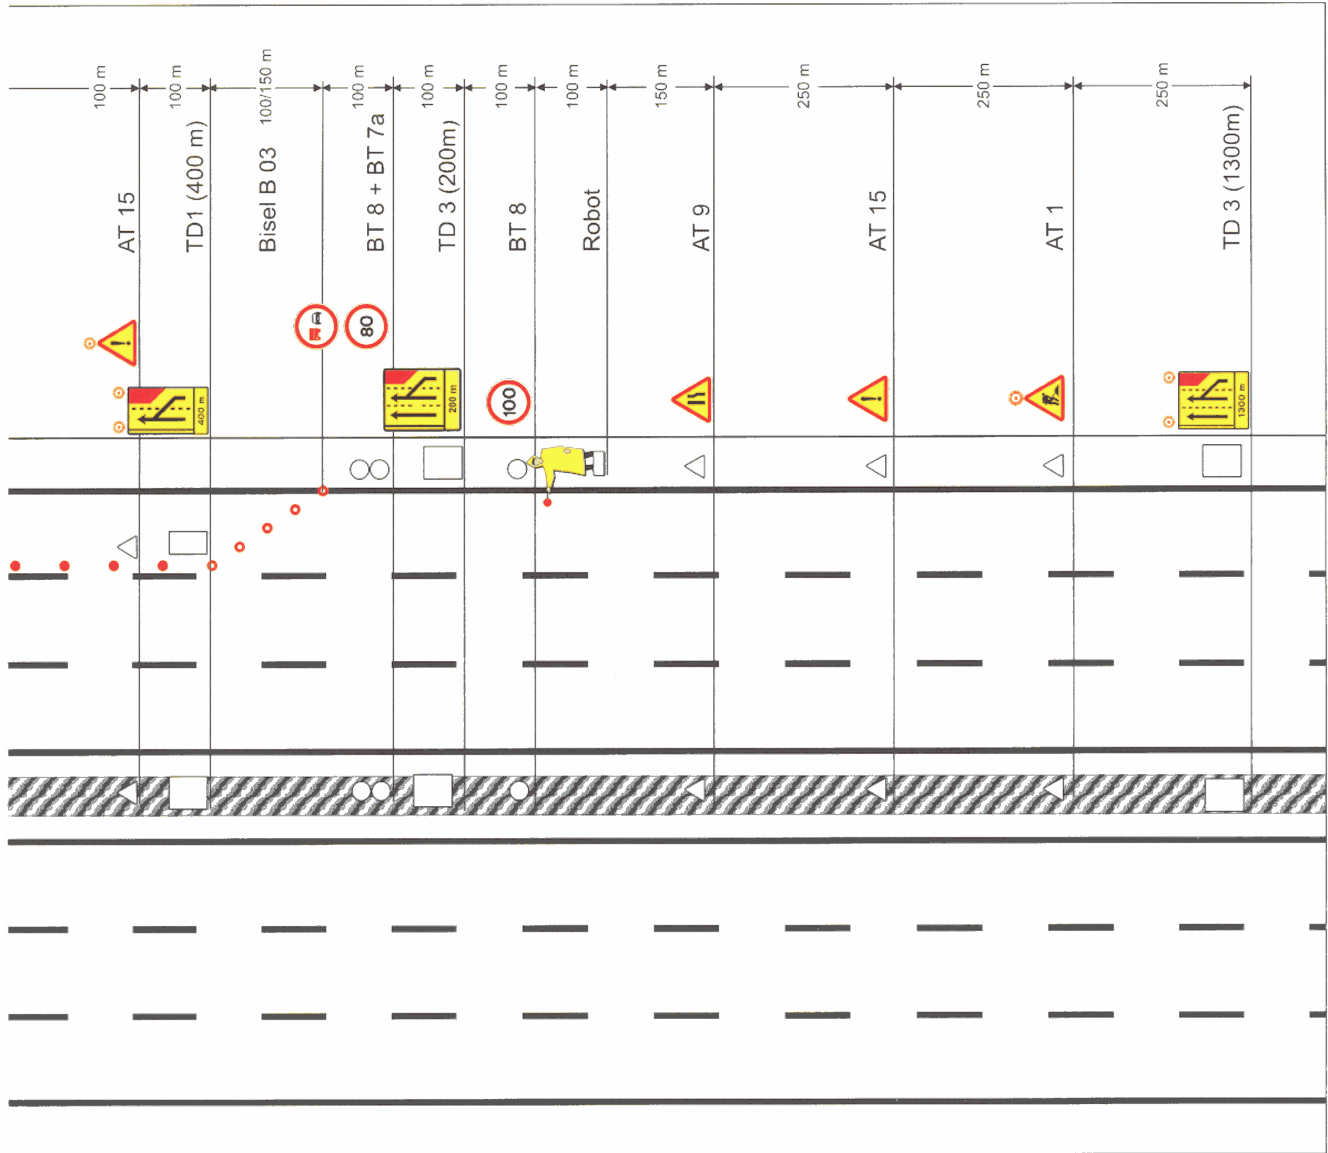 100 m
100 m
100/150 m
100 m
100 m
100 m
100 m
150 m
250 m
250 m
250 m
AT 15
TD1 (400 m)
Bisel B 03
BT 8 + BT 7a
TD 3 (200m)
BT 8
Robot
AT 9
AT 15
AT 1
TD 3 (1300m)
!
400 m
80
200 m
100
!
1300 m